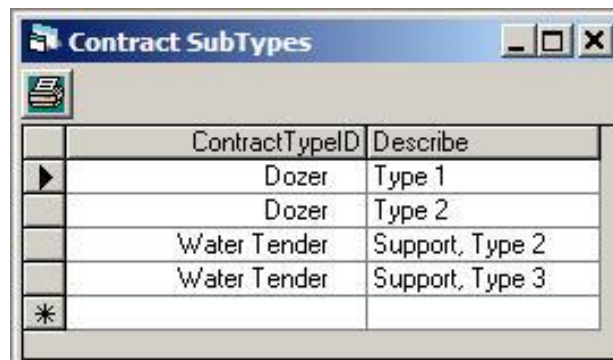 Contract SubTypes
ContractTypeID Describe
Dozer Type 1
Dozer Type 2
Water Tender Support, Type 2
Water Tender Support, Type 3